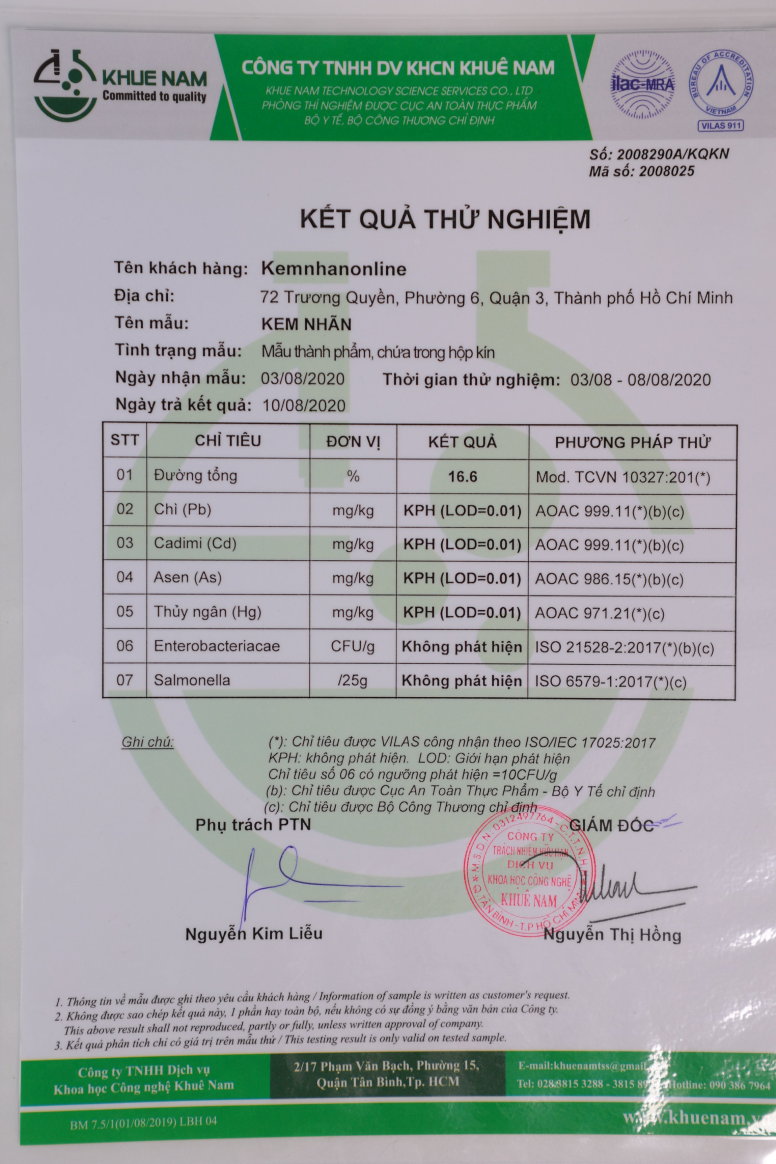 KHUE NAM
Committed to quality
CÔNG TY TNHH DV KHCN KHUÊ NAM
KHUE NAM TECHNOLOGY SCIENCE SERVICES CO., LTD
PHÒNG THÍ NGHIỆM ĐƯỢC CỤC AN TOÀN THỰC PHẨM
BỘ Y TẾ, BỘ CÔNG THƯƠNG CHỈ ĐỊNH
ilac-MRA
BUREAU OF ACCREDITATION
VIETNAM
VILAS 911
Số: 2008290A/KQKN
Mã số: 2008025
KẾT QUẢ THỬ NGHIỆM
Tên khách hàng: Kemnhanonline
Địa chỉ: 72 Trương Quyền, Phường 6, Quận 3, Thành phố Hồ Chí Minh
Tên mẫu: KEM NHÃN
Tình trạng mẫu: Mẫu thành phẩm, chứa trong hộp kín
Ngày nhận mẫu: 03/08/2020 Thời gian thử nghiệm: 03/08 - 08/08/2020
Ngày trả kết quả: 10/08/2020
STT CHỈ TIÊU ĐƠN VỊ KẾT QUẢ PHƯƠNG PHÁP THỬ
01 Đường tổng % 16.6 Mod. TCVN 10327:201(*)
02 Chì (Pb) mg/kg KPH (LOD=0.01) AOAC 999.11(*)(b)(c)
03 Cadimi (Cd) mg/kg KPH (LOD=0.01) AOAC 999.11(*)(b)(c)
04 Asen (As) mg/kg KPH (LOD=0.01) AOAC 986.15(*)(b)(c)
05 Thủy ngân (Hg) mg/kg KPH (LOD=0.01) AOAC 971.21(*)(c)
06 Enterobacteriacae CFU/g Không phát hiện ISO 21528-2:2017(*)(b)(c)
07 Salmonella /25g Không phát hiện ISO 6579-1:2017(*)(c)
Ghi chú: (*): Chỉ tiêu được VILAS công nhận theo ISO/IEC 17025:2017
KPH: không phát hiện. LOD: Giới hạn phát hiện
Chỉ tiêu số 06 có ngưỡng phát hiện =10CFU/g
(b): Chỉ tiêu được Cục An Toàn Thực Phẩm - Bộ Y Tế chỉ định
(c): Chỉ tiêu được Bộ Công Thương chỉ định
Phụ trách PTN GIÁM ĐỐC
M.S.D.N. 0312497764-C.T.T.N.H.H
CÔNG TY
TRÁCH NHIỆM HỮU HẠN
DỊCH VỤ
KHOA HỌC CÔNG NGHỆ
KHUÊ NAM
Q.TÂN BÌNH - T.P HỒ CHÍ MINH
Nguyễn Kim Liễu Nguyễn Thị Hồng
1. Thông tin về mẫu được ghi theo yêu cầu khách hàng / Information of sample is written as customer's request.
2. Không được sao chép kết quả này, 1 phần hay toàn bộ, nếu không có sự đồng ý bằng văn bản của Công ty.
This above result shall not reproduced, partly or fully, unless written approval of company.
3. Kết quả phân tích chỉ có giá trị trên mẫu thử / This testing result is only valid on tested sample.
Công ty TNHH Dịch vụ
Khoa học Công nghệ Khuê Nam
2/17 Phạm Văn Bạch, Phường 15,
Quận Tân Bình,Tp. HCM
E-mail:khuenamtss@gmail.
Tel: 028 3815 3288 - 3815 Hotline: 090 386 7964
www.khuenam.v
BM 7.5/1(01/08/2019) LBH 04